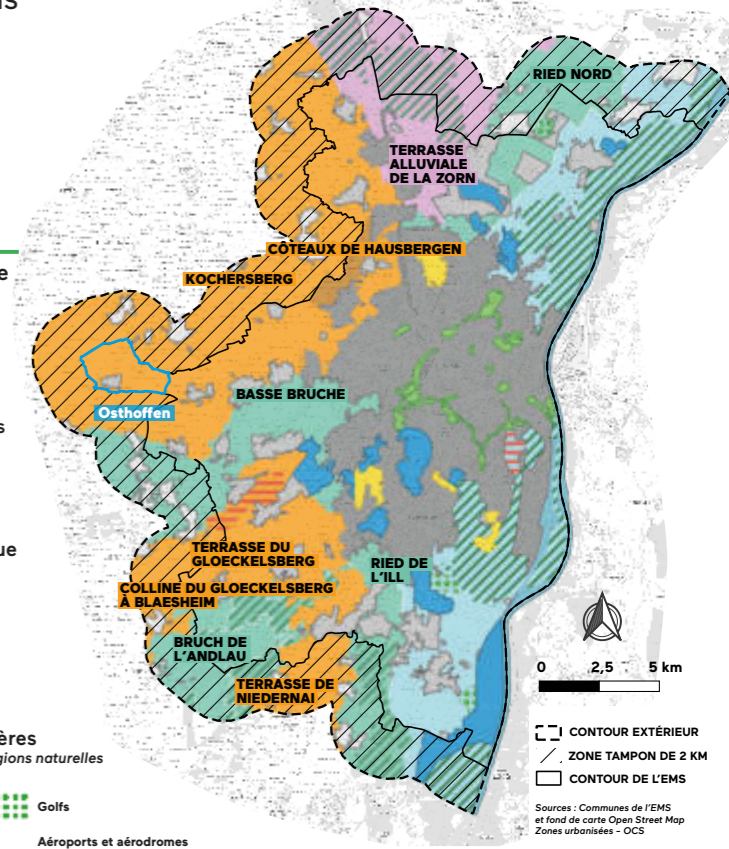 RIED NORD
TERRASSE
ALLUVIALE
DE LA ZORN
CÔTEAUX DE HAUSBERGEN
KOCHERSBERG
BASSE BRUCHE
Osthoffen
TERRASSE DU
GLOECKELSBERG
RIED DE
L'ILL
COLLINE DU GLOECKELSBERG
À BLAESHEIM
BRUCH DE
L'ANDLAU
TERRASSE DE
NIEDERNAI
0 2,5 5 km
CONTOUR EXTÉRIEUR
ZONE TAMPON DE 2 KM
CONTOUR DE L'EMS
Sources : Communes de l'EMS
et fond de carte Open Street Map
Zones urbanisées - OCS
Golfs
Aéroports et aérodromes